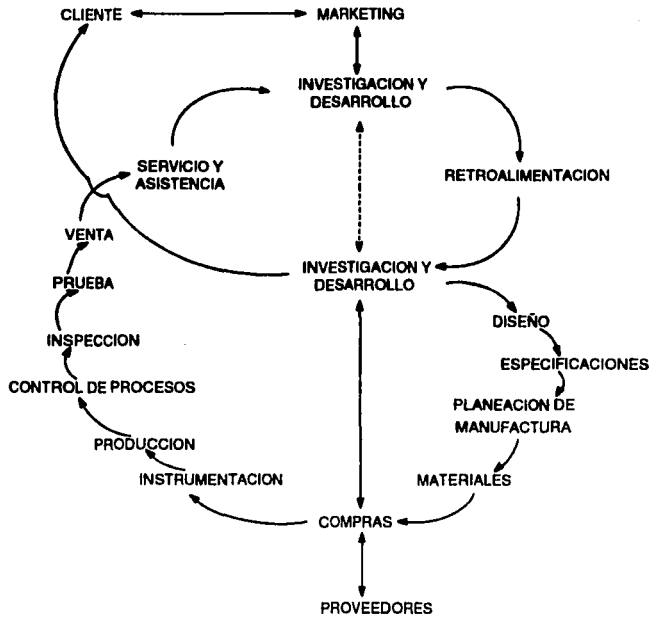 CLIENTE
MARKETING
INVESTIGACION Y
DESARROLLO
SERVICIO Y
ASISTENCIA
RETROALIMENTACION
VENTA
INVESTIGACION Y
DESARROLLO
PRUEBA
DISEÑO
INSPECCION
ESPECIFICACIONES
CONTROL DE PROCESOS
PLANEACION DE
MANUFACTURA
PRODUCCION
INSTRUMENTACION
MATERIALES
COMPRAS
PROVEEDORES